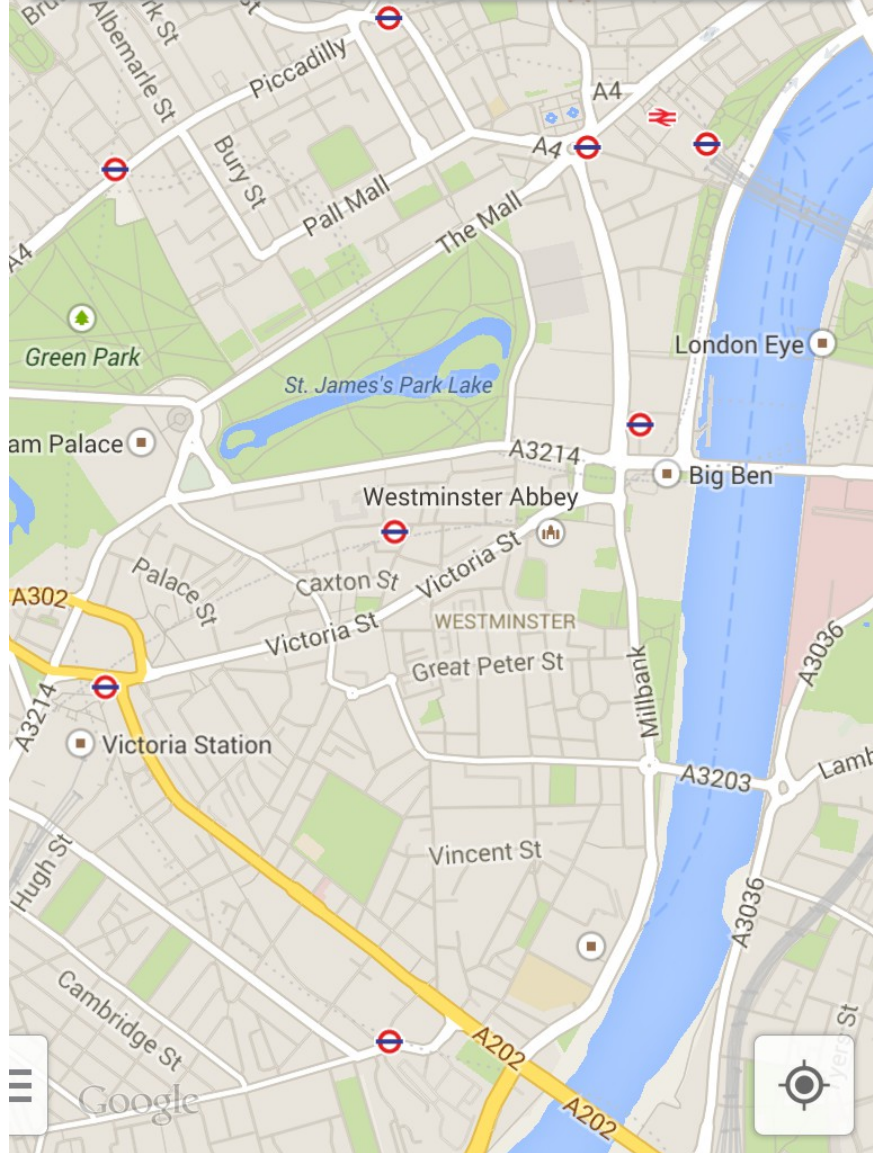 Albemarle St
Piccadilly
A4
Bury St
A4
Pall Mall
The Mall
A4
Green Park
St. James's Park Lake
London Eye
am Palace
A3214
Big Ben
Westminster Abbey
Palace St
Caxton St
Victoria St
A302
Victoria St
WESTMINSTER
Great Peter St
A3036
Millbank
A3214
Victoria Station
A3203
Lamb
Hugh St
Vincent St
A3036
Cambridge St
A202
A202
yers St
Google